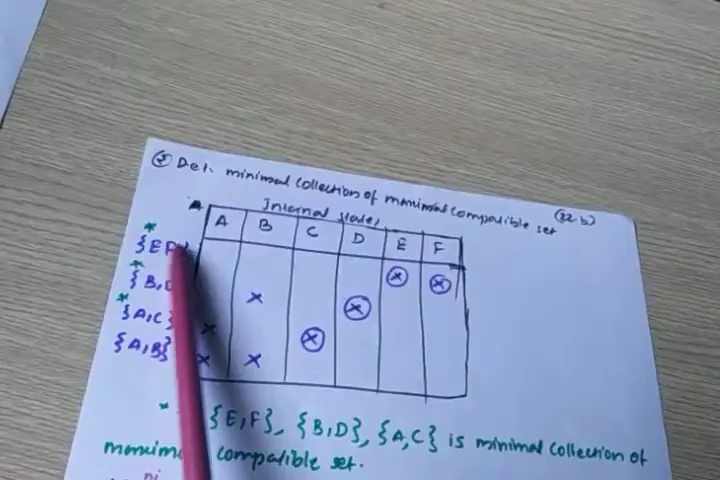 ⑤ Det. minimal collection of maximal compatible set (22-b)
Internal states
A B C D E F
{E F}
{B,D
{A,C}
{A,B}
{E,F}, {B,D}, {A,C} is minimal collection of
compatible set.